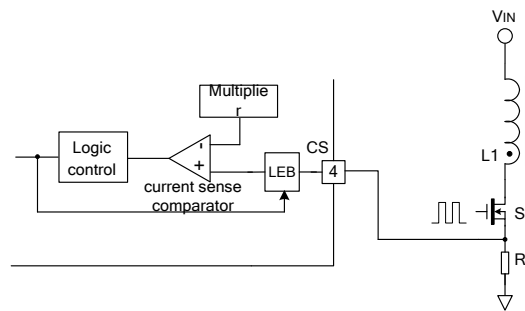 VIN
Multiplie
r
Logic
control
-
+
current sense
comparator
LEB
CS
4
L1
S
R